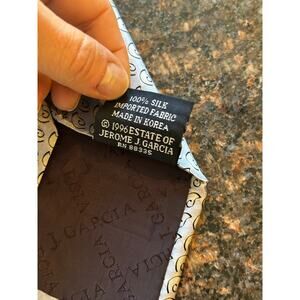 100% SILK
IMPORTED FABRIC
MADE IN KOREA
© 1996 ESTATE OF
JEROME J GARCIA
RN 88335
J GARCIA